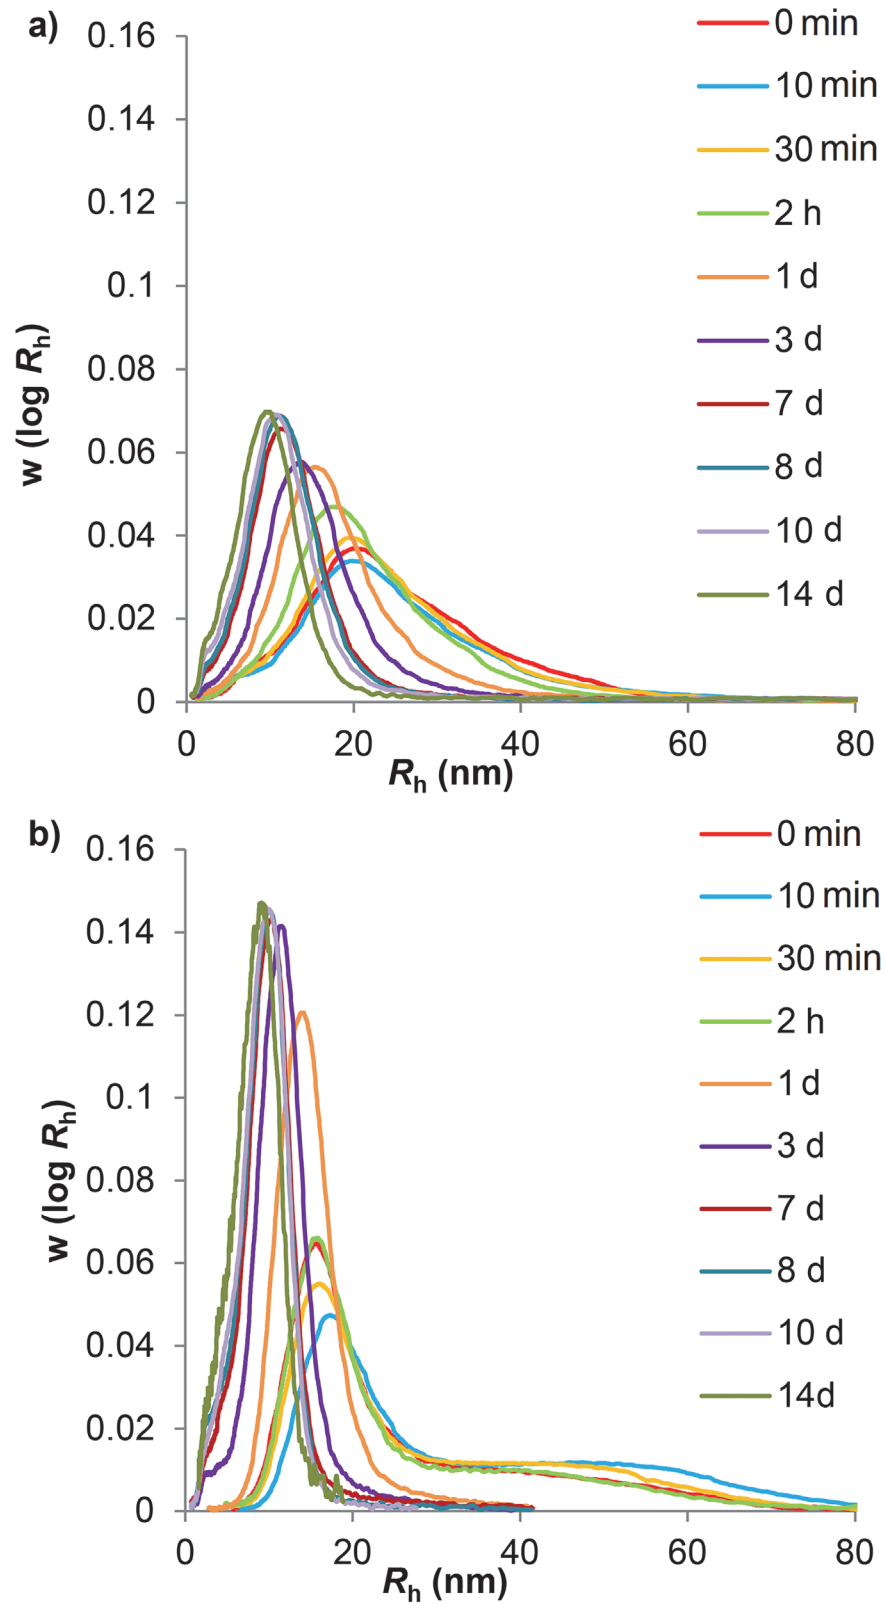 a)
0.16
0.14
0.12
0.1
0.08
0.06
0.04
0.02
0
w (log Rh)
0 20 40 60 80
Rh (nm)
0 min
10 min
30 min
2 h
1 d
3 d
7 d
8 d
10 d
14 d
b)
0.16
0.14
0.12
0.1
0.08
0.06
0.04
0.02
0
w (log Rh)
0 20 40 60 80
Rh (nm)
0 min
10 min
30 min
2 h
1 d
3 d
7 d
8 d
10 d
14d